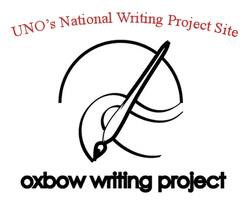 UNO's National Writing Project Site
oxbow writing project